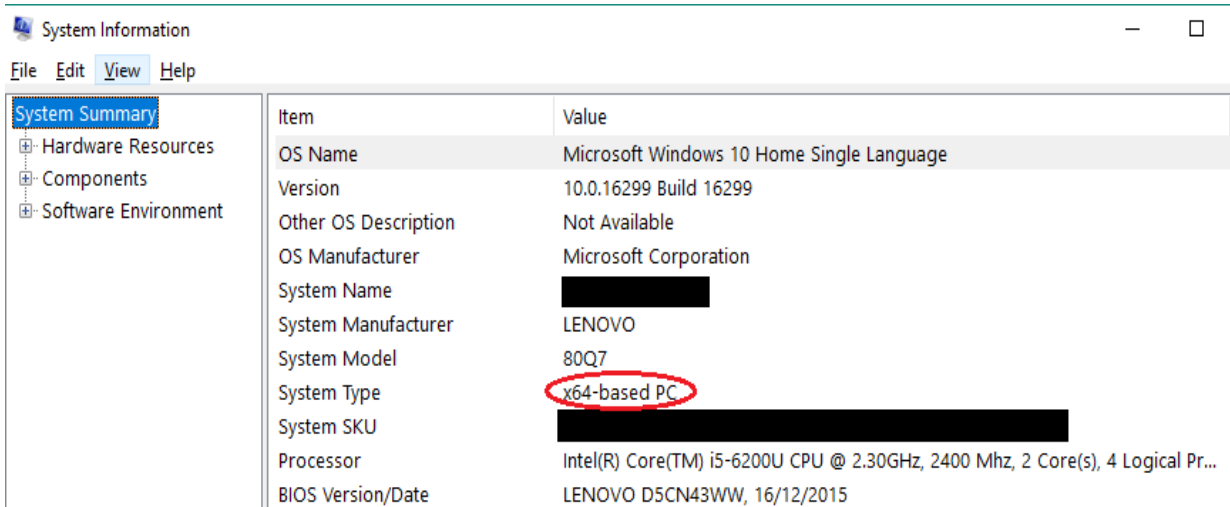 System Information
File Edit View Help
System Summary
Hardware Resources
Components
Software Environment
Item Value
OS Name Microsoft Windows 10 Home Single Language
Version 10.0.16299 Build 16299
Other OS Description Not Available
OS Manufacturer Microsoft Corporation
System Name
System Manufacturer LENOVO
System Model 80Q7
System Type x64-based PC
System SKU
Processor Intel(R) Core(TM) i5-6200U CPU @ 2.30GHz, 2400 Mhz, 2 Core(s), 4 Logical Pr...
BIOS Version/Date LENOVO D5CN43WW, 16/12/2015